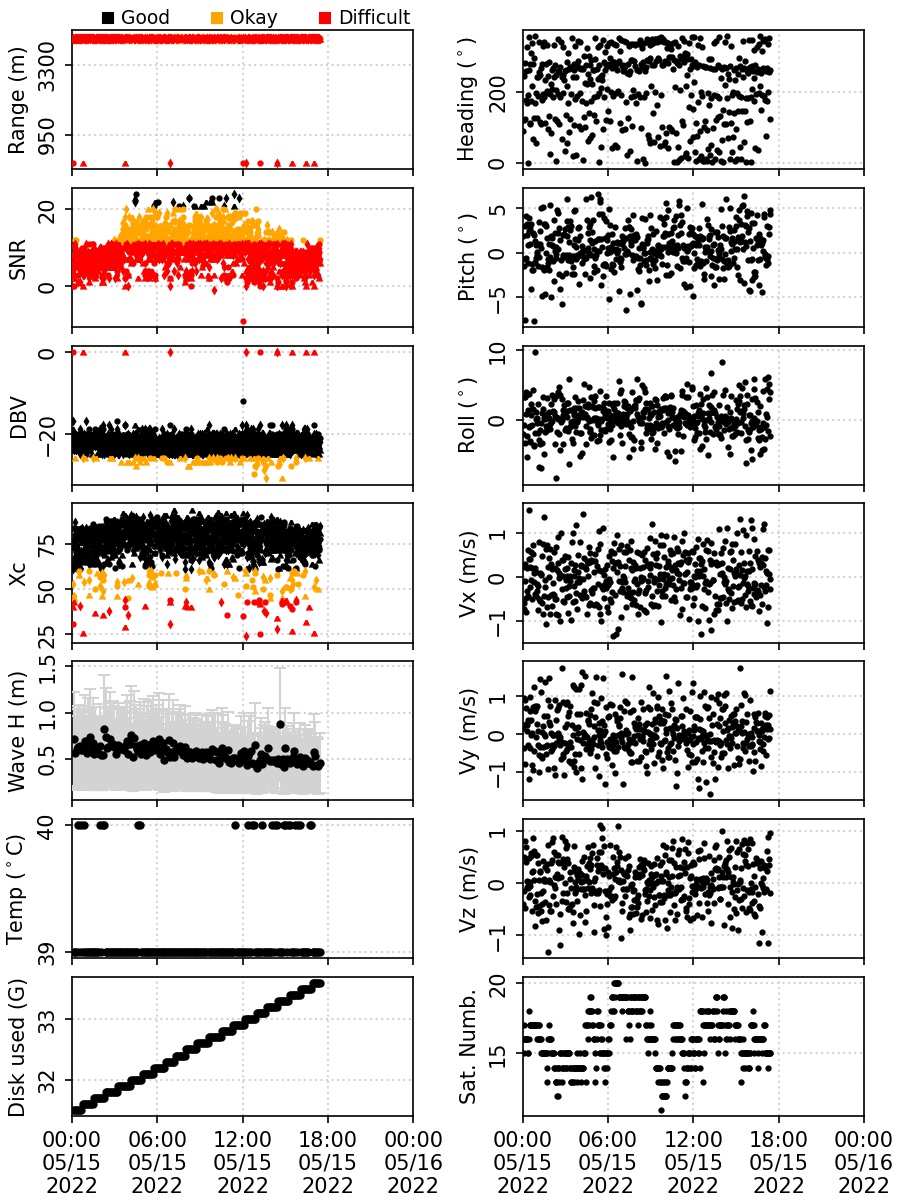 Good Okay Difficult
Range (m)
3300
950
Heading (°)
200
0
SNR
20
0
Pitch (°)
5
0
−5
DBV
0
−20
Roll (°)
10
0
Xc
75
50
25
Vx (m/s)
1
0
−1
Wave H (m)
1.5
1.0
0.5
Vy (m/s)
1
0
−1
Temp (°C)
40
39
Vz (m/s)
1
0
−1
Disk used (G)
33
32
Sat. Numb.
20
15
00:00 06:00 12:00 18:00 00:00 00:00 06:00 12:00 18:00 00:00
05/15 05/15 05/15 05/15 05/16 05/15 05/15 05/15 05/15 05/16
2022 2022 2022 2022 2022 2022 2022 2022 2022 2022